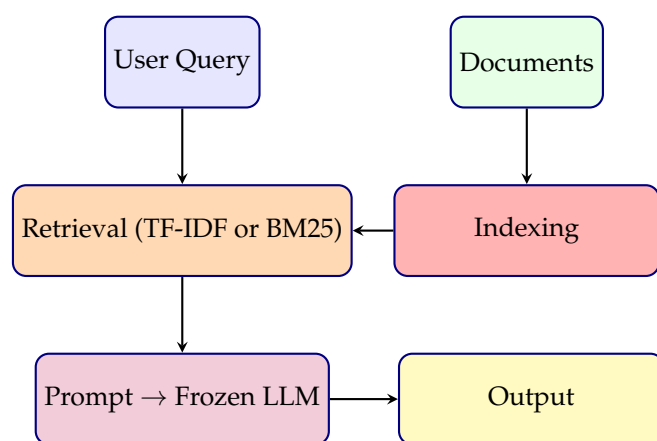 User Query
Documents
Retrieval (TF-IDF or BM25)
Indexing
Prompt → Frozen LLM
Output